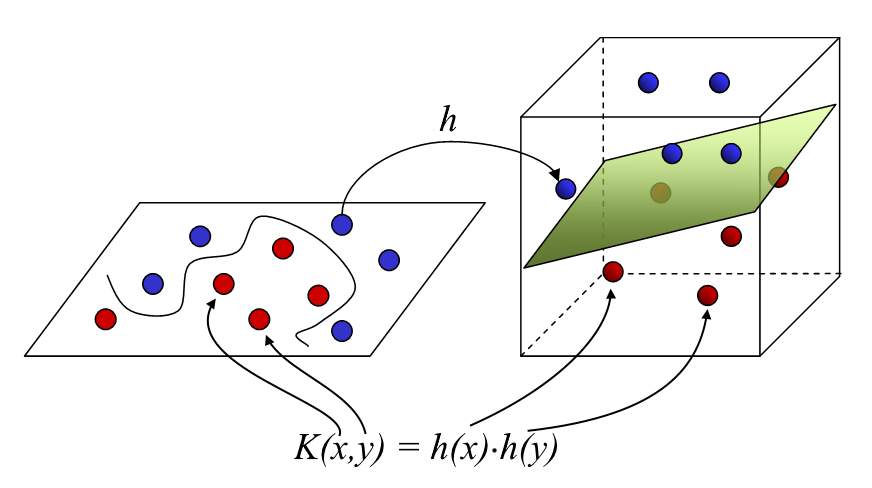 h
K(x,y) = h(x)·h(y)